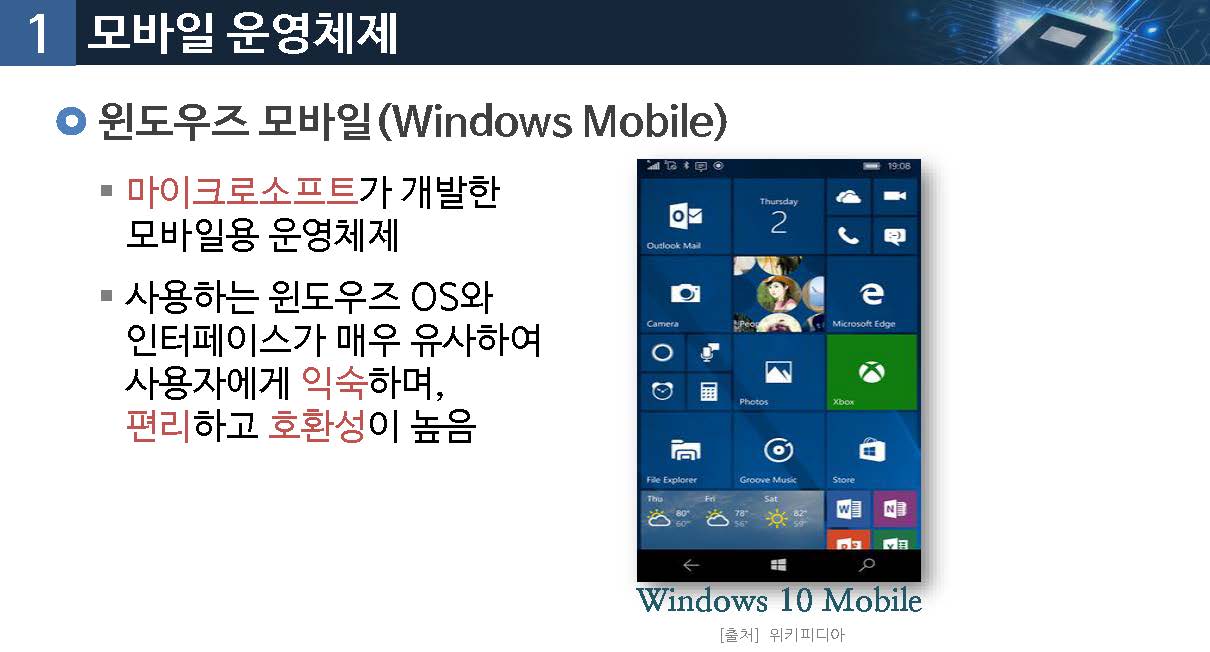 1 모바일 운영체제
윈도우즈 모바일(Windows Mobile)
마이크로소프트가 개발한
모바일용 운영체제
사용하는 윈도우즈 OS와
인터페이스가 매우 유사하여
사용자에게 익숙하며,
편리하고 호환성이 높음
19:08
Thursday
2
Outlook Mail
Camera
People
Microsoft Edge
Photos
Xbox
File Explorer
Groove Music
Store
Thu Fri Sat
80° 78° 82°
60° 56° 59°
Windows 10 Mobile
[출처] 위키피디아